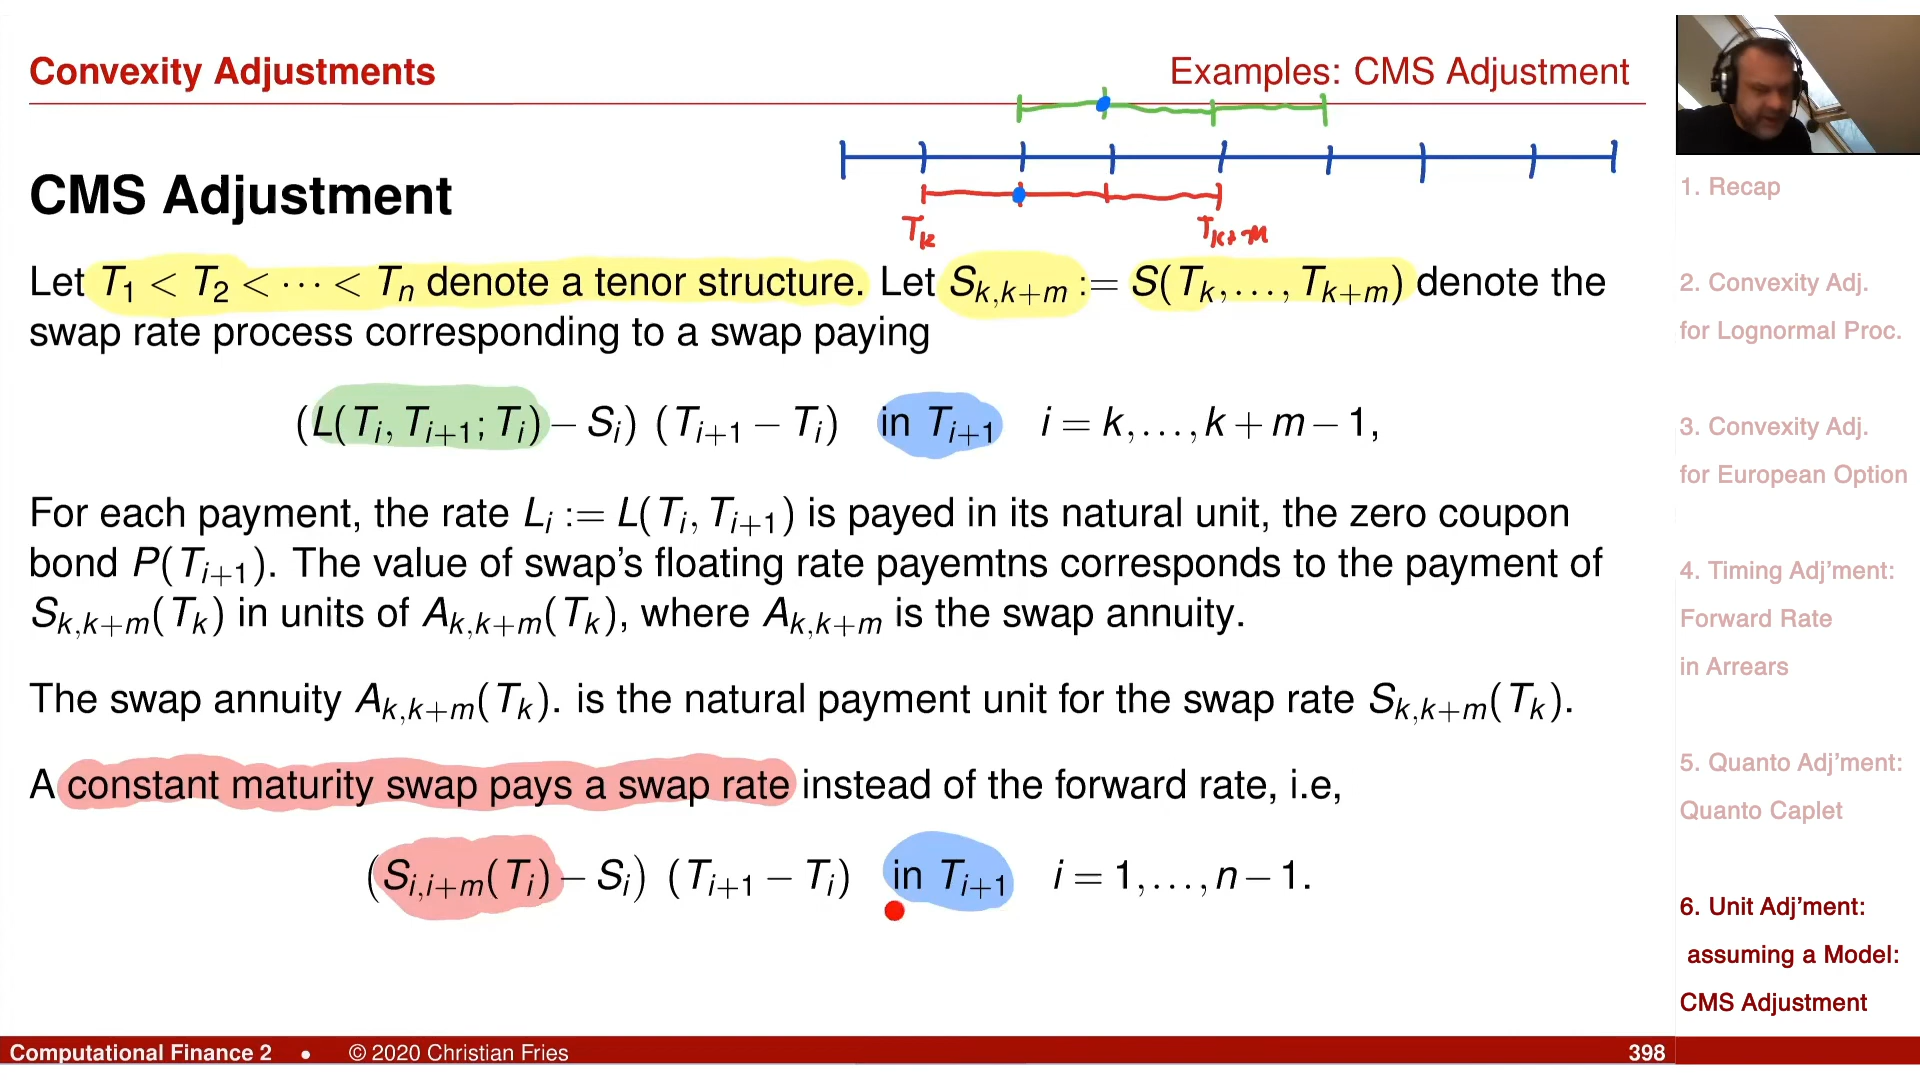 Convexity Adjustments
Examples: CMS Adjustment
T_k
T_{k+m}
CMS Adjustment
Let T_1 < T_2 < ⋯ < T_n denote a tenor structure. Let S_{k,k+m} := S(T_k,…,T_{k+m}) denote the
swap rate process corresponding to a swap paying
(L(T_i, T_{i+1}; T_i) − S_i) (T_{i+1} − T_i) in T_{i+1} i = k,…,k+m−1,
For each payment, the rate L_i := L(T_i, T_{i+1}) is payed in its natural unit, the zero coupon
bond P(T_{i+1}). The value of swap's floating rate payemtns corresponds to the payment of
S_{k,k+m}(T_k) in units of A_{k,k+m}(T_k), where A_{k,k+m} is the swap annuity.
The swap annuity A_{k,k+m}(T_k). is the natural payment unit for the swap rate S_{k,k+m}(T_k).
A constant maturity swap pays a swap rate instead of the forward rate, i.e,
(S_{i,i+m}(T_i) − S_i) (T_{i+1} − T_i) in T_{i+1} i = 1,…,n−1.
1. Recap
2. Convexity Adj.
for Lognormal Proc.
3. Convexity Adj.
for European Option
4. Timing Adj'ment:
Forward Rate
in Arrears
5. Quanto Adj'ment:
Quanto Caplet
6. Unit Adj'ment:
assuming a Model:
CMS Adjustment
Computational Finance 2 • © 2020 Christian Fries
398